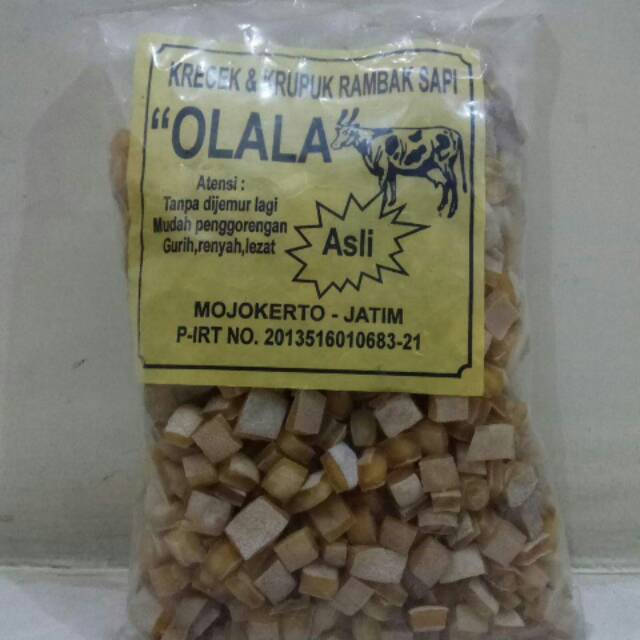 KRECEK & KRUPUK RAMBAK SAPI
"OLALA
Atensi :
Tanpa dijemur lagi
Mudah penggorengan
Gurih,renyah,lezat
Asli
MOJOKERTO - JATIM
P-IRT NO. 2013516010683-21